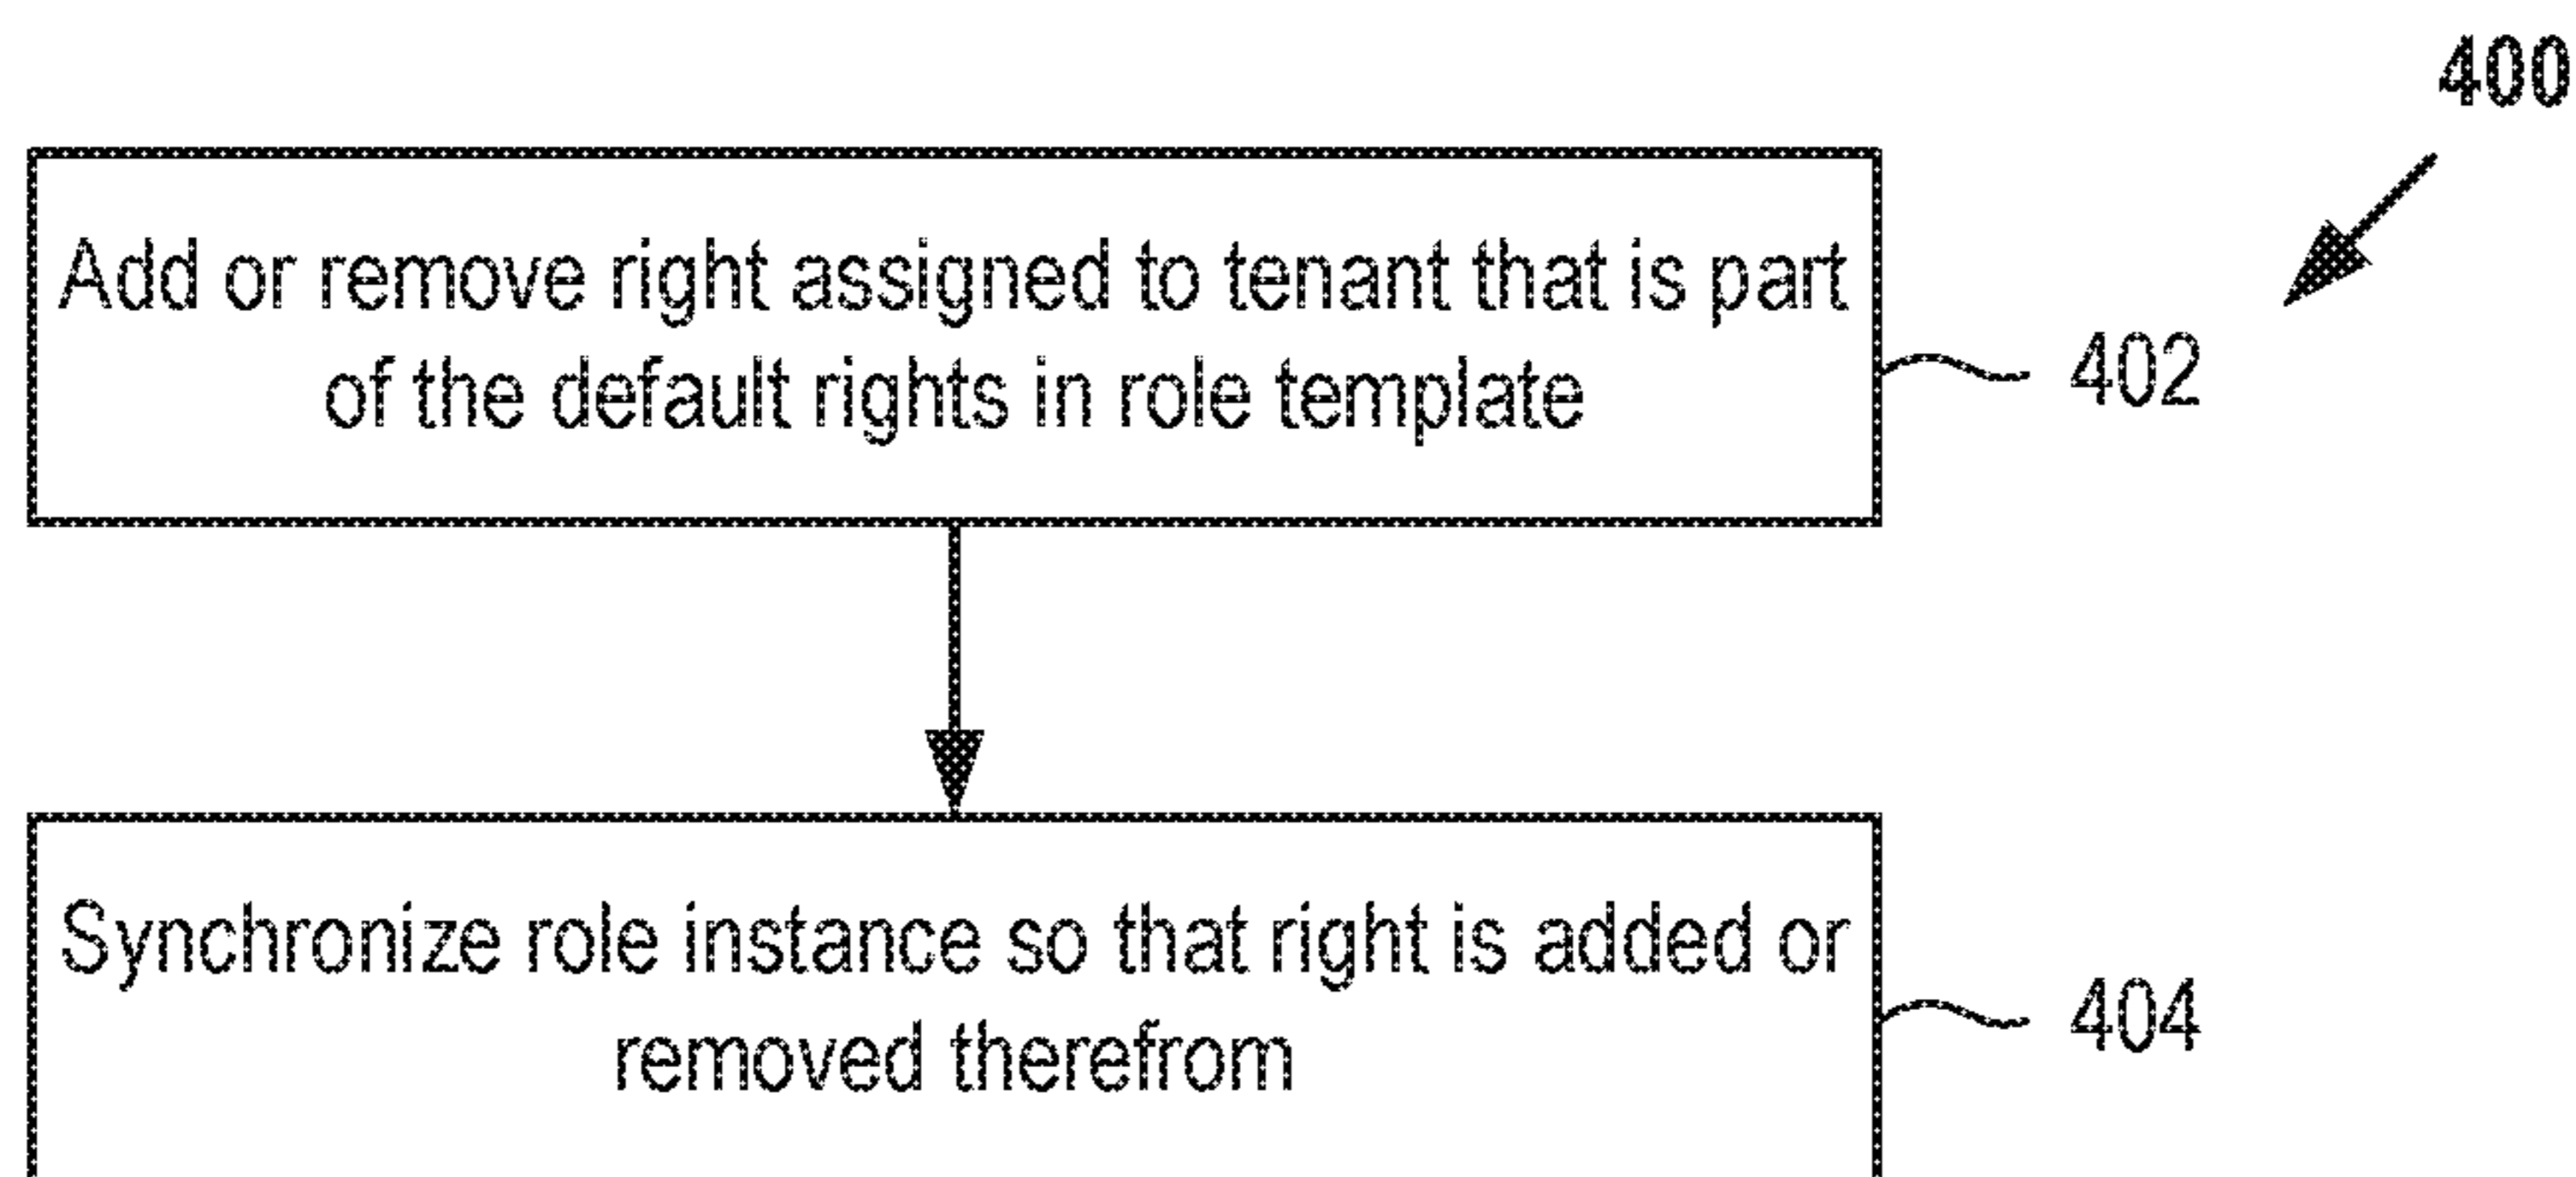 400
Add or remove right assigned to tenant that is part
of the default rights in role template
402
Synchronize role instance so that right is added or
removed therefrom
404